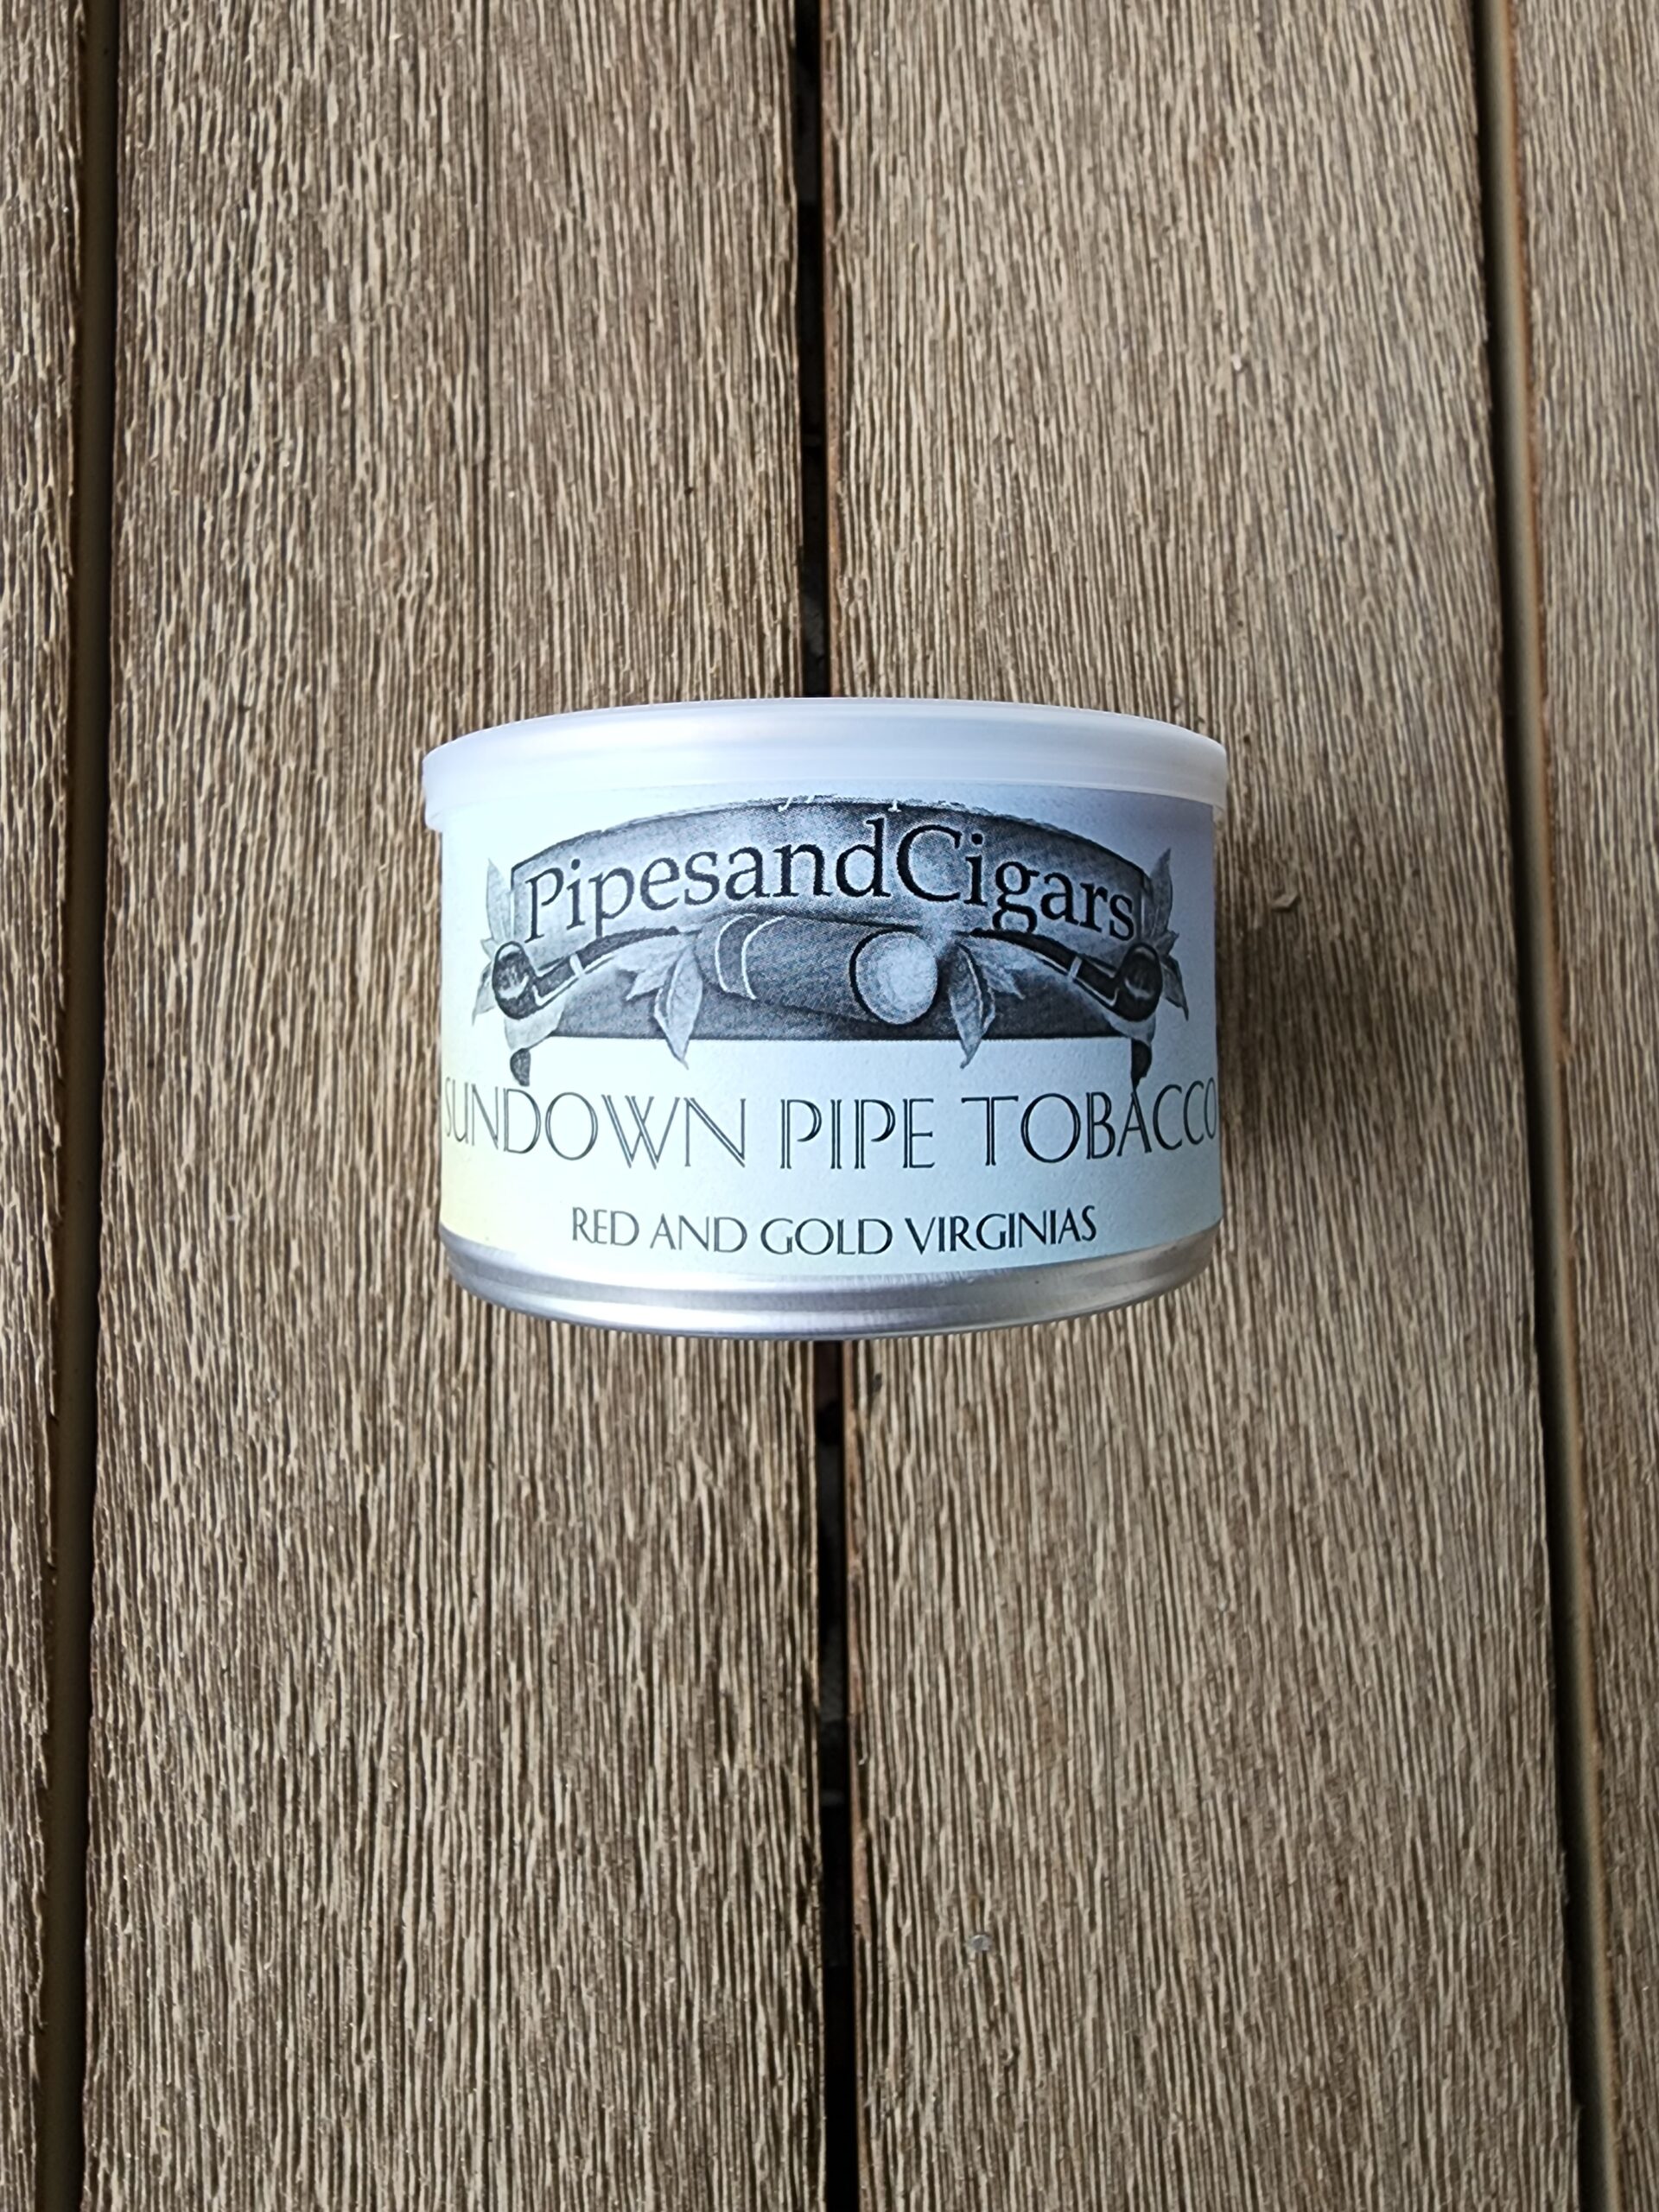 PipesandCigars
SUNDOWN PIPE TOBACCO
RED AND GOLD VIRGINIAS